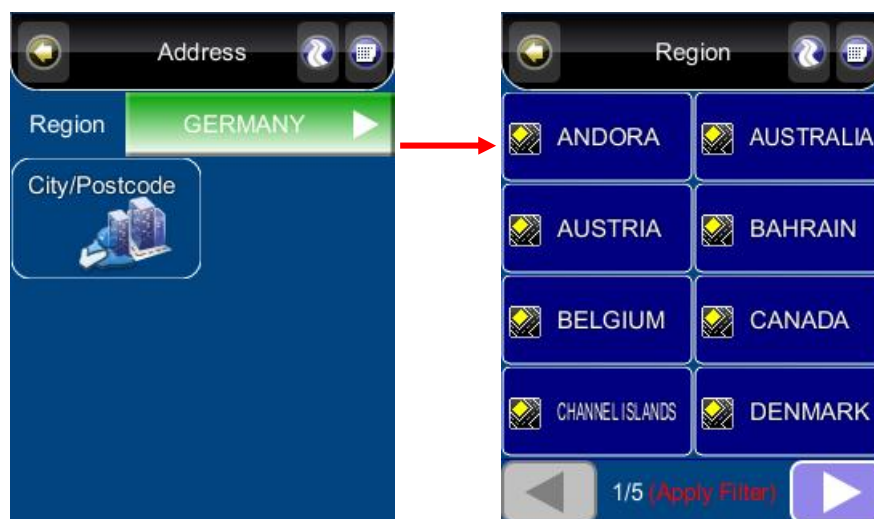 Address
Region GERMANY
City/Postcode
Region
ANDORA AUSTRALIA
AUSTRIA BAHRAIN
BELGIUM CANADA
CHANNEL ISLANDS DENMARK
1/5 (Apply Filter)